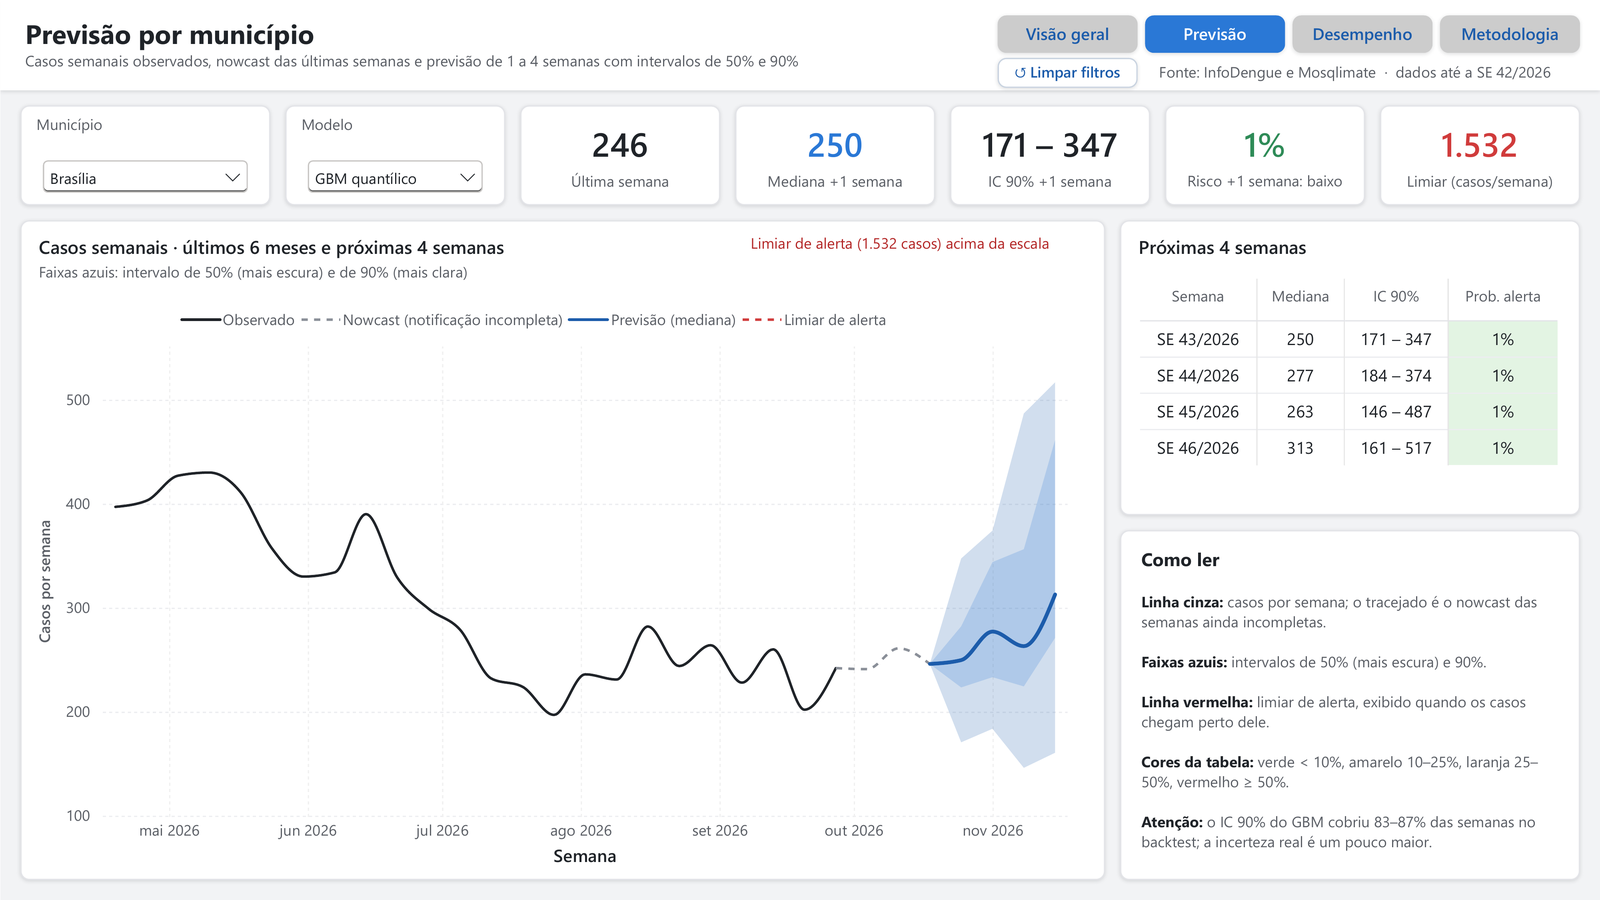 Previsão por município
Casos semanais observados, nowcast das últimas semanas e previsão de 1 a 4 semanas com intervalos de 50% e 90%
Visão geral
Previsão
Desempenho
Metodologia
↺ Limpar filtros
Fonte: InfoDengue e Mosqlimate · dados até a SE 42/2026
Município
Brasília
Modelo
GBM quantílico
246
Última semana
250
Mediana +1 semana
171 – 347
IC 90% +1 semana
1%
Risco +1 semana: baixo
1.532
Limiar (casos/semana)
Casos semanais · últimos 6 meses e próximas 4 semanas
Faixas azuis: intervalo de 50% (mais escura) e de 90% (mais clara)
Limiar de alerta (1.532 casos) acima da escala
Observado Nowcast (notificação incompleta) Previsão (mediana) Limiar de alerta
Casos por semana
500
400
300
200
100
mai 2026 jun 2026 jul 2026 ago 2026 set 2026 out 2026 nov 2026
Semana
Próximas 4 semanas
Semana Mediana IC 90% Prob. alerta
SE 43/2026 250 171 – 347 1%
SE 44/2026 277 184 – 374 1%
SE 45/2026 263 146 – 487 1%
SE 46/2026 313 161 – 517 1%
Como ler
Linha cinza: casos por semana; o tracejado é o nowcast das
semanas ainda incompletas.
Faixas azuis: intervalos de 50% (mais escura) e 90%.
Linha vermelha: limiar de alerta, exibido quando os casos
chegam perto dele.
Cores da tabela: verde < 10%, amarelo 10–25%, laranja 25–
50%, vermelho ≥ 50%.
Atenção: o IC 90% do GBM cobriu 83–87% das semanas no
backtest; a incerteza real é um pouco maior.